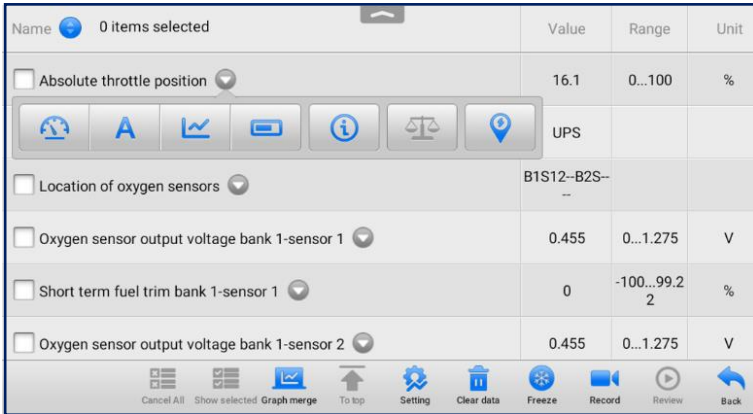 Name 0 items selected Value Range Unit
Absolute throttle position 16.1 0...100 %
A UPS
Location of oxygen sensors B1S12--B2S--
--
Oxygen sensor output voltage bank 1-sensor 1 0.455 0...1.275 V
Short term fuel trim bank 1-sensor 1 0 -100...99.2
2 %
Oxygen sensor output voltage bank 1-sensor 2 0.455 0...1.275 V
Cancel All Show selected Graph merge To top Setting Clear data Freeze Record Review Back